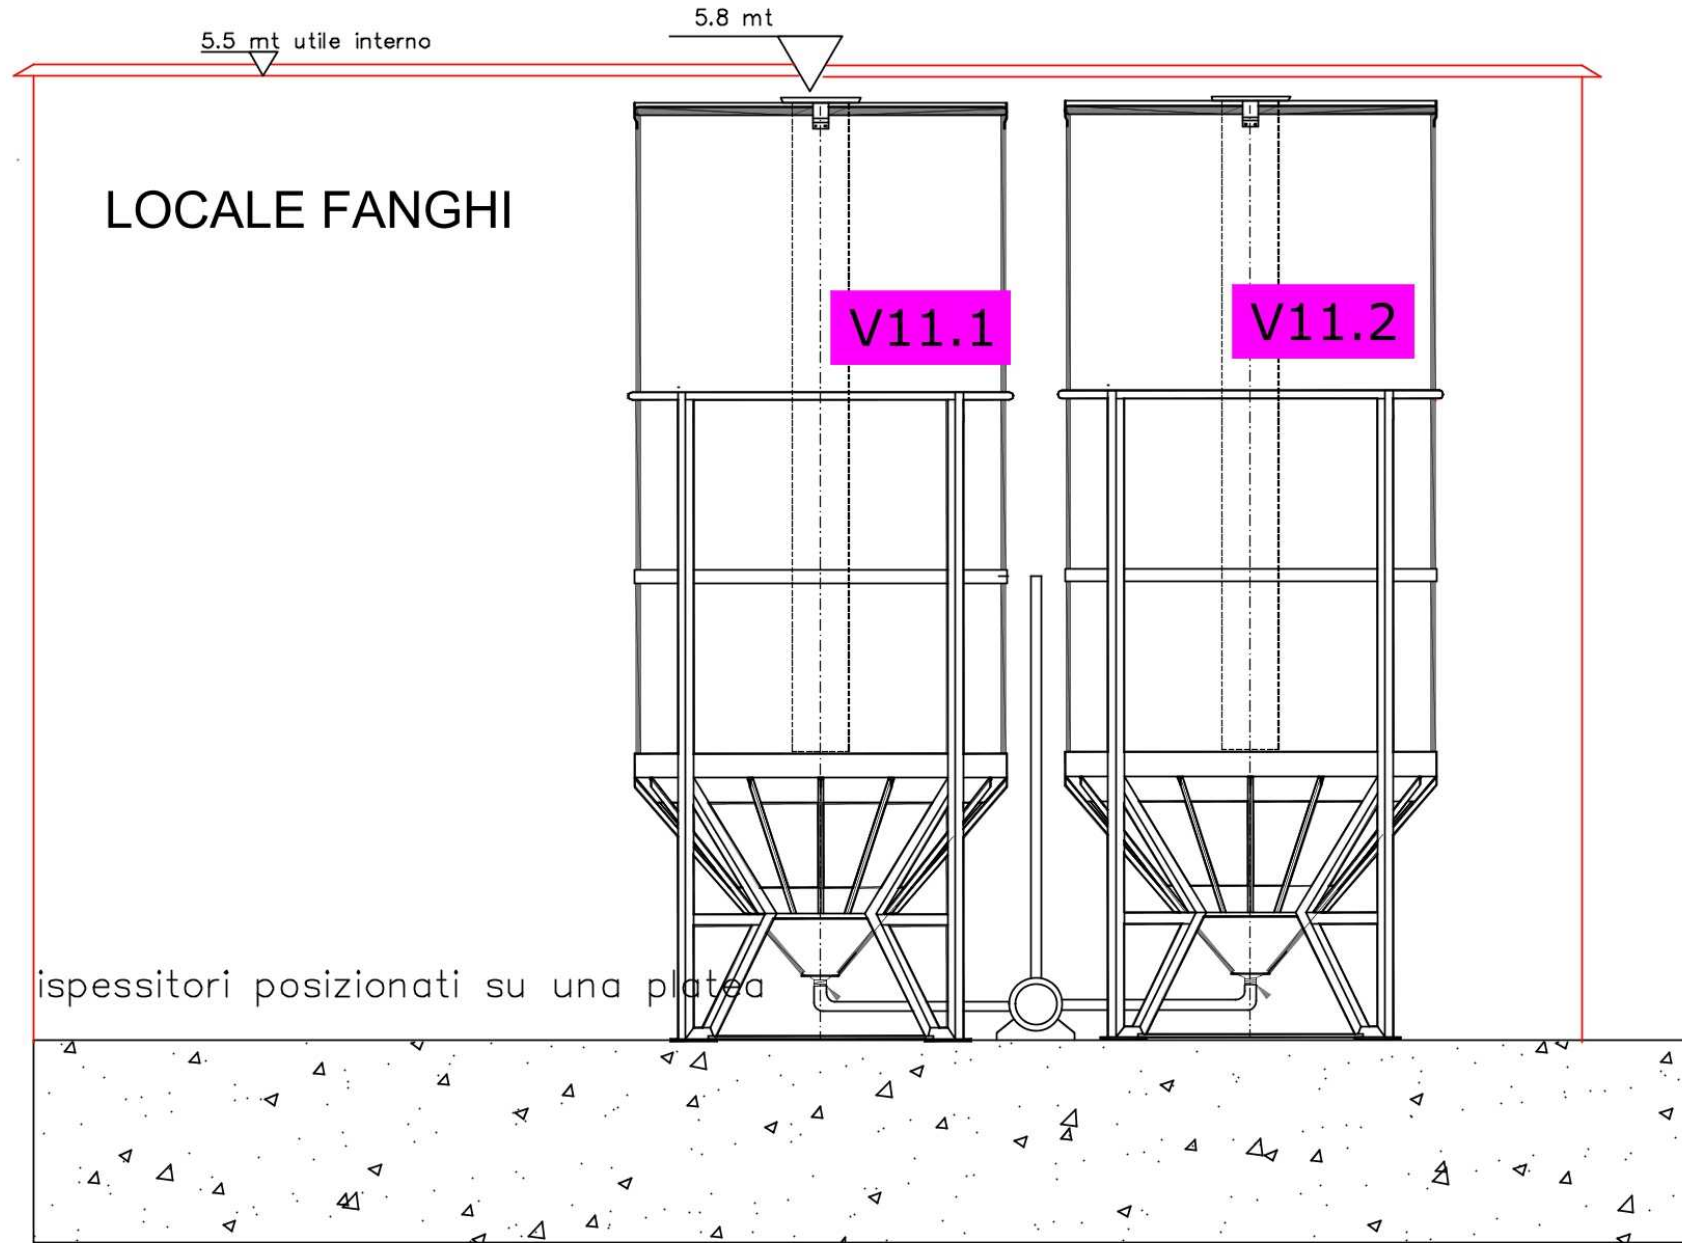 5.8 mt
5.5 mt utile interno
LOCALE FANGHI
V11.1
V11.2
ispessitori posizionati su una platea